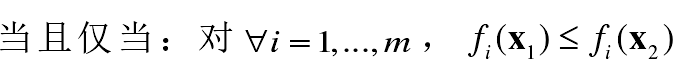 当且仅当：对 ∀i = 1,...,m ， f_i(𝐱_1) ≤ f_i(𝐱_2)